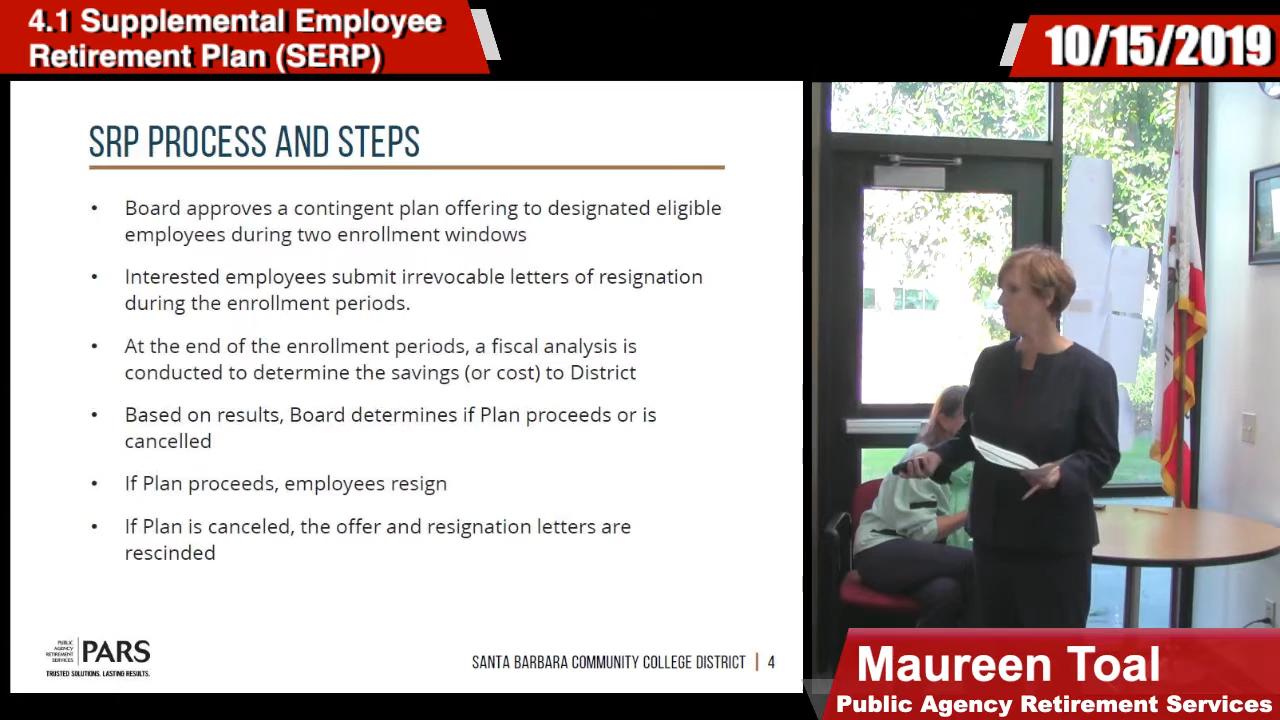 4.1 Supplemental Employee
Retirement Plan (SERP)
10/15/2019
SRP PROCESS AND STEPS
• Board approves a contingent plan offering to designated eligible
employees during two enrollment windows
• Interested employees submit irrevocable letters of resignation
during the enrollment periods.
• At the end of the enrollment periods, a fiscal analysis is
conducted to determine the savings (or cost) to District
• Based on results, Board determines if Plan proceeds or is
cancelled
• If Plan proceeds, employees resign
• If Plan is canceled, the offer and resignation letters are
rescinded
PUBLIC
AGENCY
RETIREMENT
SERVICES
PARS
TRUSTED SOLUTIONS. LASTING RESULTS.
SANTA BARBARA COMMUNITY COLLEGE DISTRICT | 4
Maureen Toal
Public Agency Retirement Services